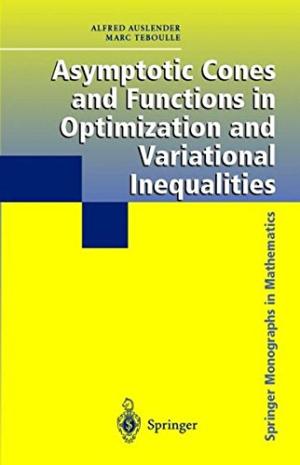 ALFRED AUSLENDER
MARC TEBOULLE
Asymptotic Cones
and Functions in
Optimization and
Variational
Inequalities
Springer Monographs in Mathematics
Springer